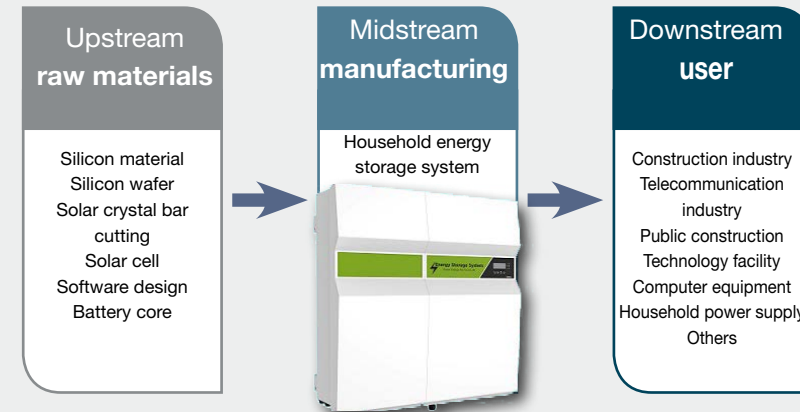 Upstream
raw materials
Silicon material
Silicon wafer
Solar crystal bar
cutting
Solar cell
Software design
Battery core
Midstream
manufacturing
Household energy
storage system
Energy Storage System
Downstream
user
Construction industry
Telecommunication
industry
Public construction
Technology facility
Computer equipment
Household power supply
Others